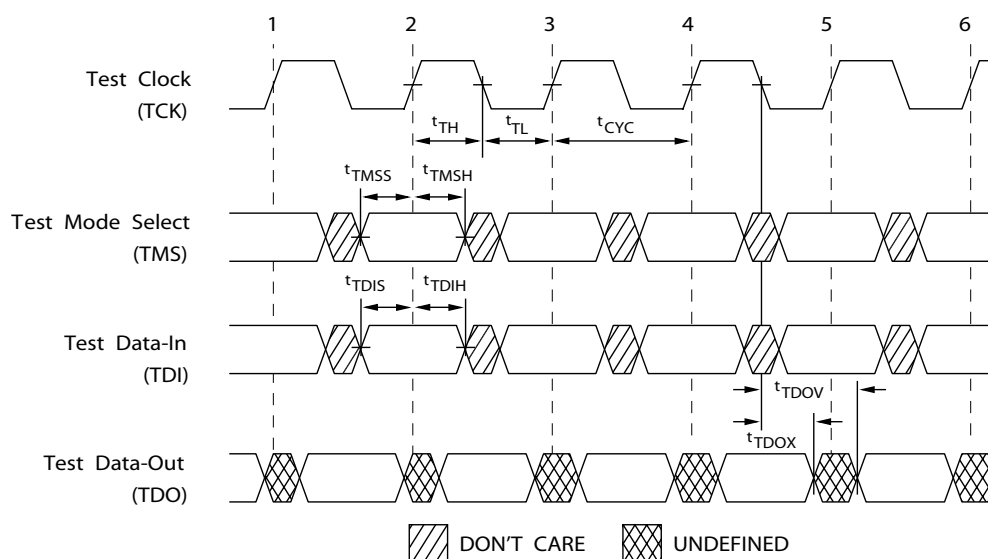 1 2 3 4 5 6
Test Clock
(TCK)
tTH tTL tCYC
tTMSS tTMSH
Test Mode Select
(TMS)
tTDIS tTDIH
Test Data-In
(TDI)
tTDOV
tTDOX
Test Data-Out
(TDO)
DON'T CARE UNDEFINED